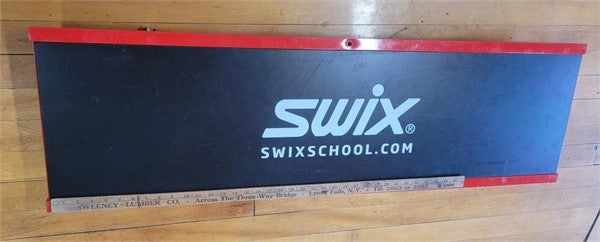 SWIX®
SWIXSCHOOL.COM
SWEENEY LUMBER CO. - Across The Three-Way Bridge - Lyons Falls, N.Y.